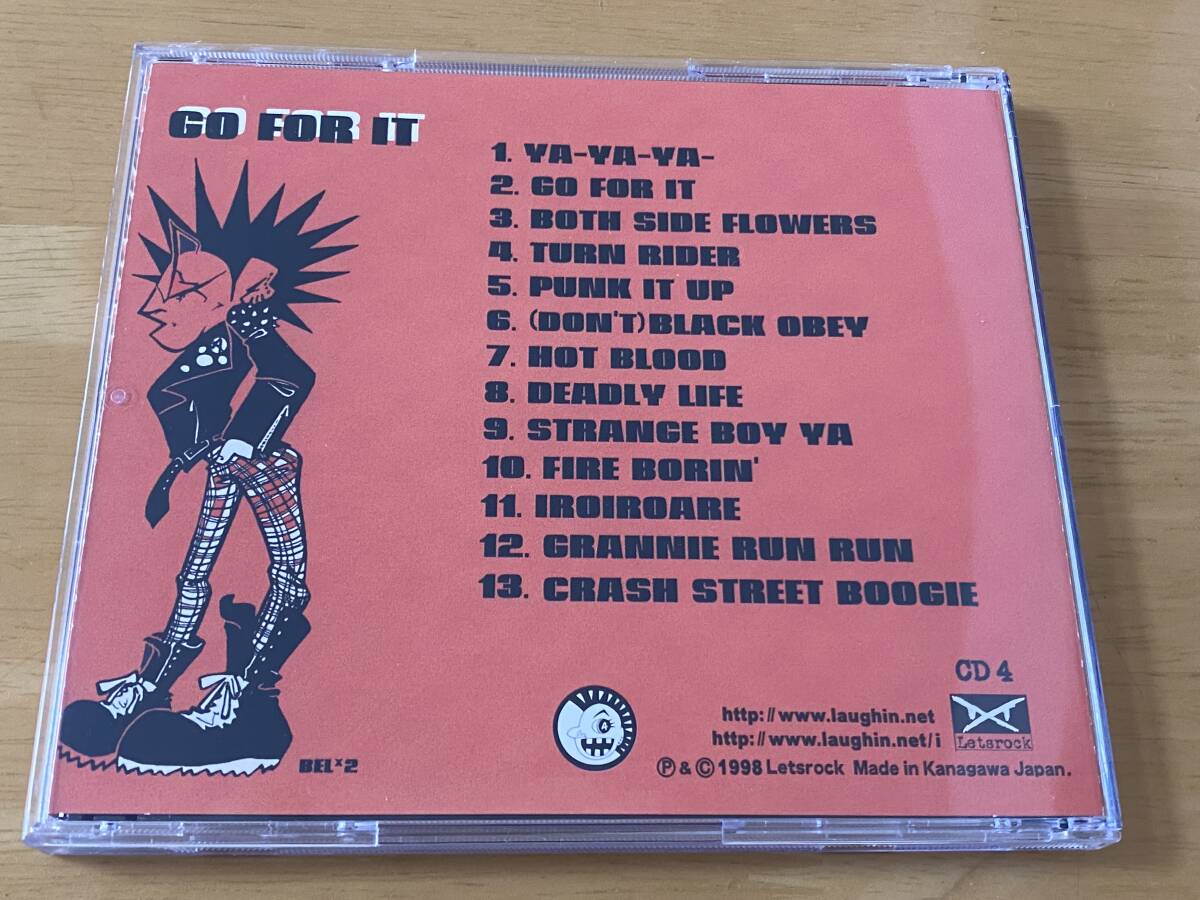 GO FOR IT
1. YA-YA-YA-
2. GO FOR IT
3. BOTH SIDE FLOWERS
4. TURN RIDER
5. PUNK IT UP
6. (DON'T)BLACK OBEY
7. HOT BLOOD
8. DEADLY LIFE
9. STRANGE BOY YA
10. FIRE BORIN'
11. IROIROARE
12. GRANNIE RUN RUN
13. CRASH STREET BOOGIE
CD 4
http://www.laughin.net
http://www.laughin.net/i
Letsrock
Ⓟ & © 1998 Letsrock Made in Kanagawa Japan.
BELx2
A